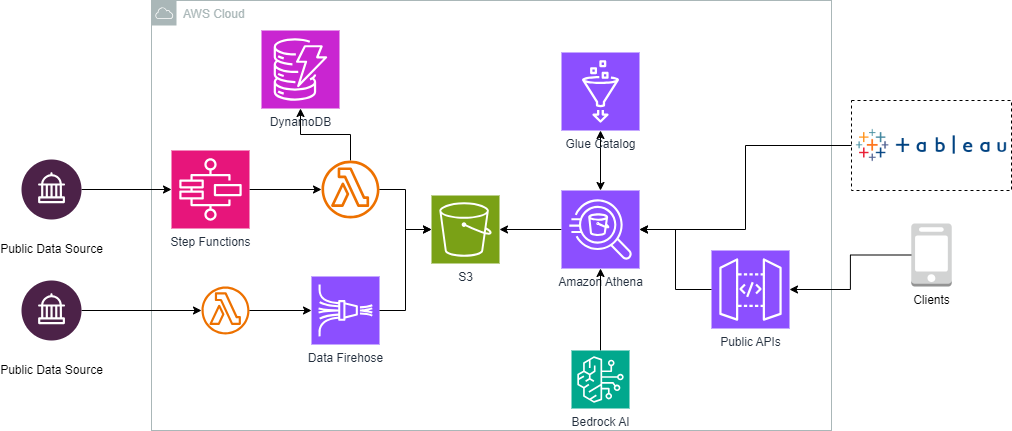 AWS Cloud
DynamoDB
Glue Catalog
tableau
Public Data Source
Step Functions
S3
Amazon Athena
Clients
Public Data Source
Data Firehose
Public APIs
Bedrock AI